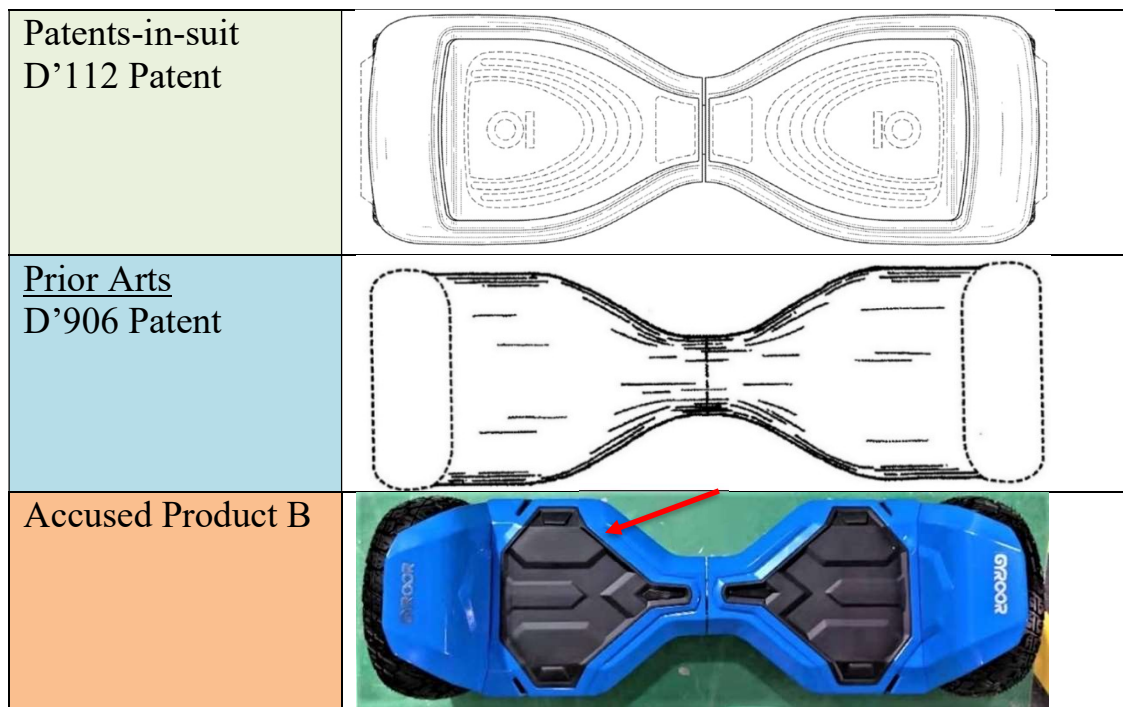 Patents-in-suit
D’112 Patent
Prior Arts
D’906 Patent
Accused Product B
GYROOR
GYROOR